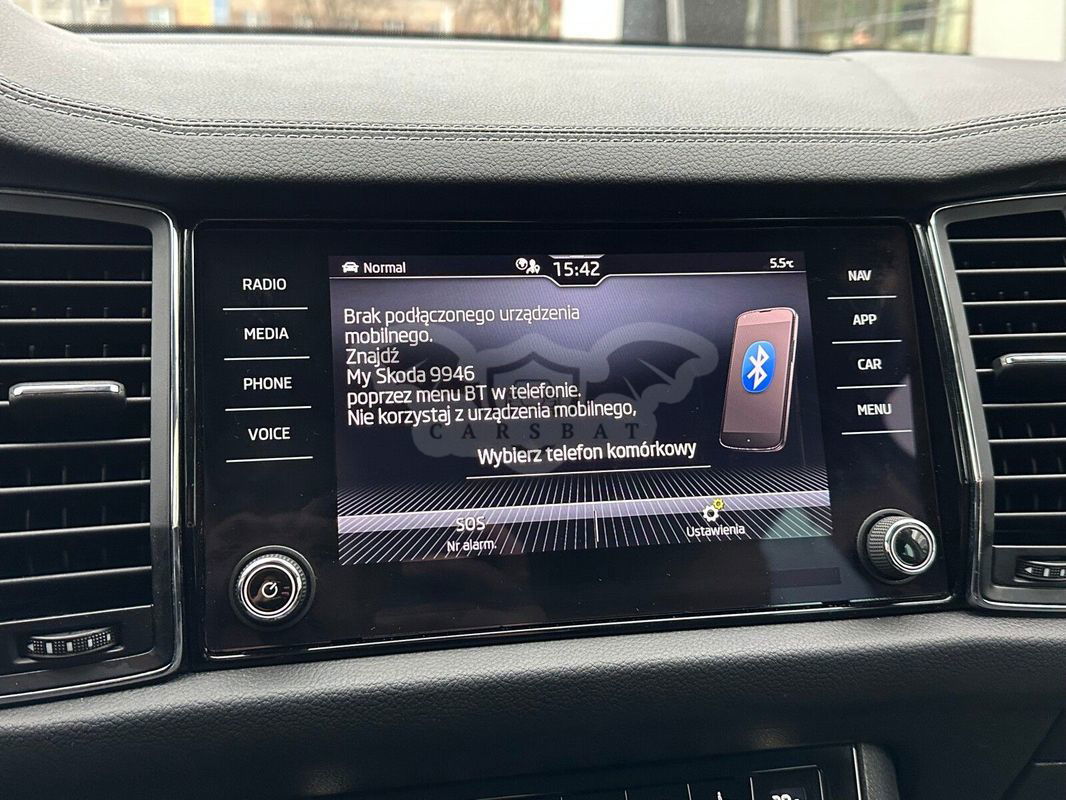 RADIO
MEDIA
PHONE
VOICE
Normal
15:42
5.5°C
Brak podłączonego urządzenia
mobilnego.
Znajdź
My Skoda 9946
poprzez menu BT w telefonie.
Nie korzystaj z urządzenia mobilnego,
CARSBAT
Wybierz telefon komórkowy
SOS
Nr alarm.
Ustawienia
NAV
APP
CAR
MENU